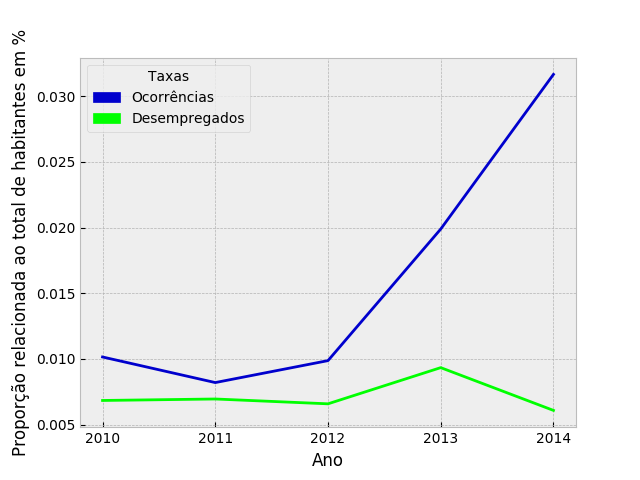 Proporção relacionada ao total de habitantes em %
Taxas
Ocorrências
Desempregados
0.030
0.025
0.020
0.015
0.010
0.005
2010 2011 2012 2013 2014
Ano